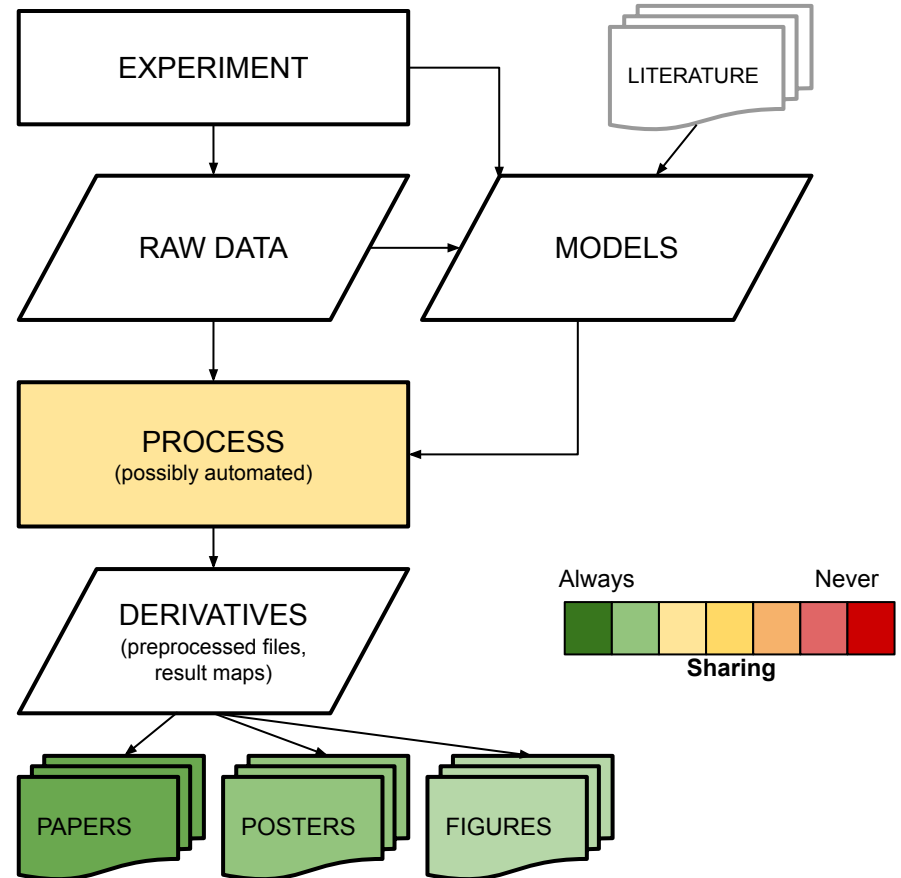 EXPERIMENT
LITERATURE
RAW DATA
MODELS
PROCESS
(possibly automated)
DERIVATIVES
(preprocessed files,
result maps)
Always
Never
Sharing
PAPERS
POSTERS
FIGURES